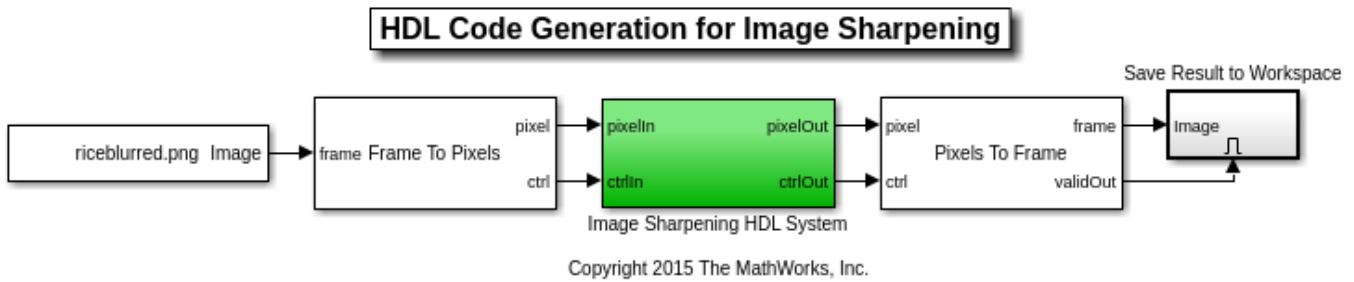 HDL Code Generation for Image Sharpening
Save Result to Workspace
riceblurred.png Image
frame Frame To Pixels
pixel
ctrl
pixelIn
ctrlIn
pixelOut
ctrlOut
Image Sharpening HDL System
pixel
ctrl
Pixels To Frame
frame
validOut
Image
Copyright 2015 The MathWorks, Inc.